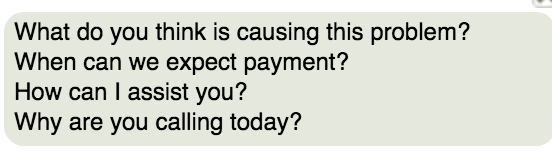 What do you think is causing this problem?
When can we expect payment?
How can I assist you?
Why are you calling today?